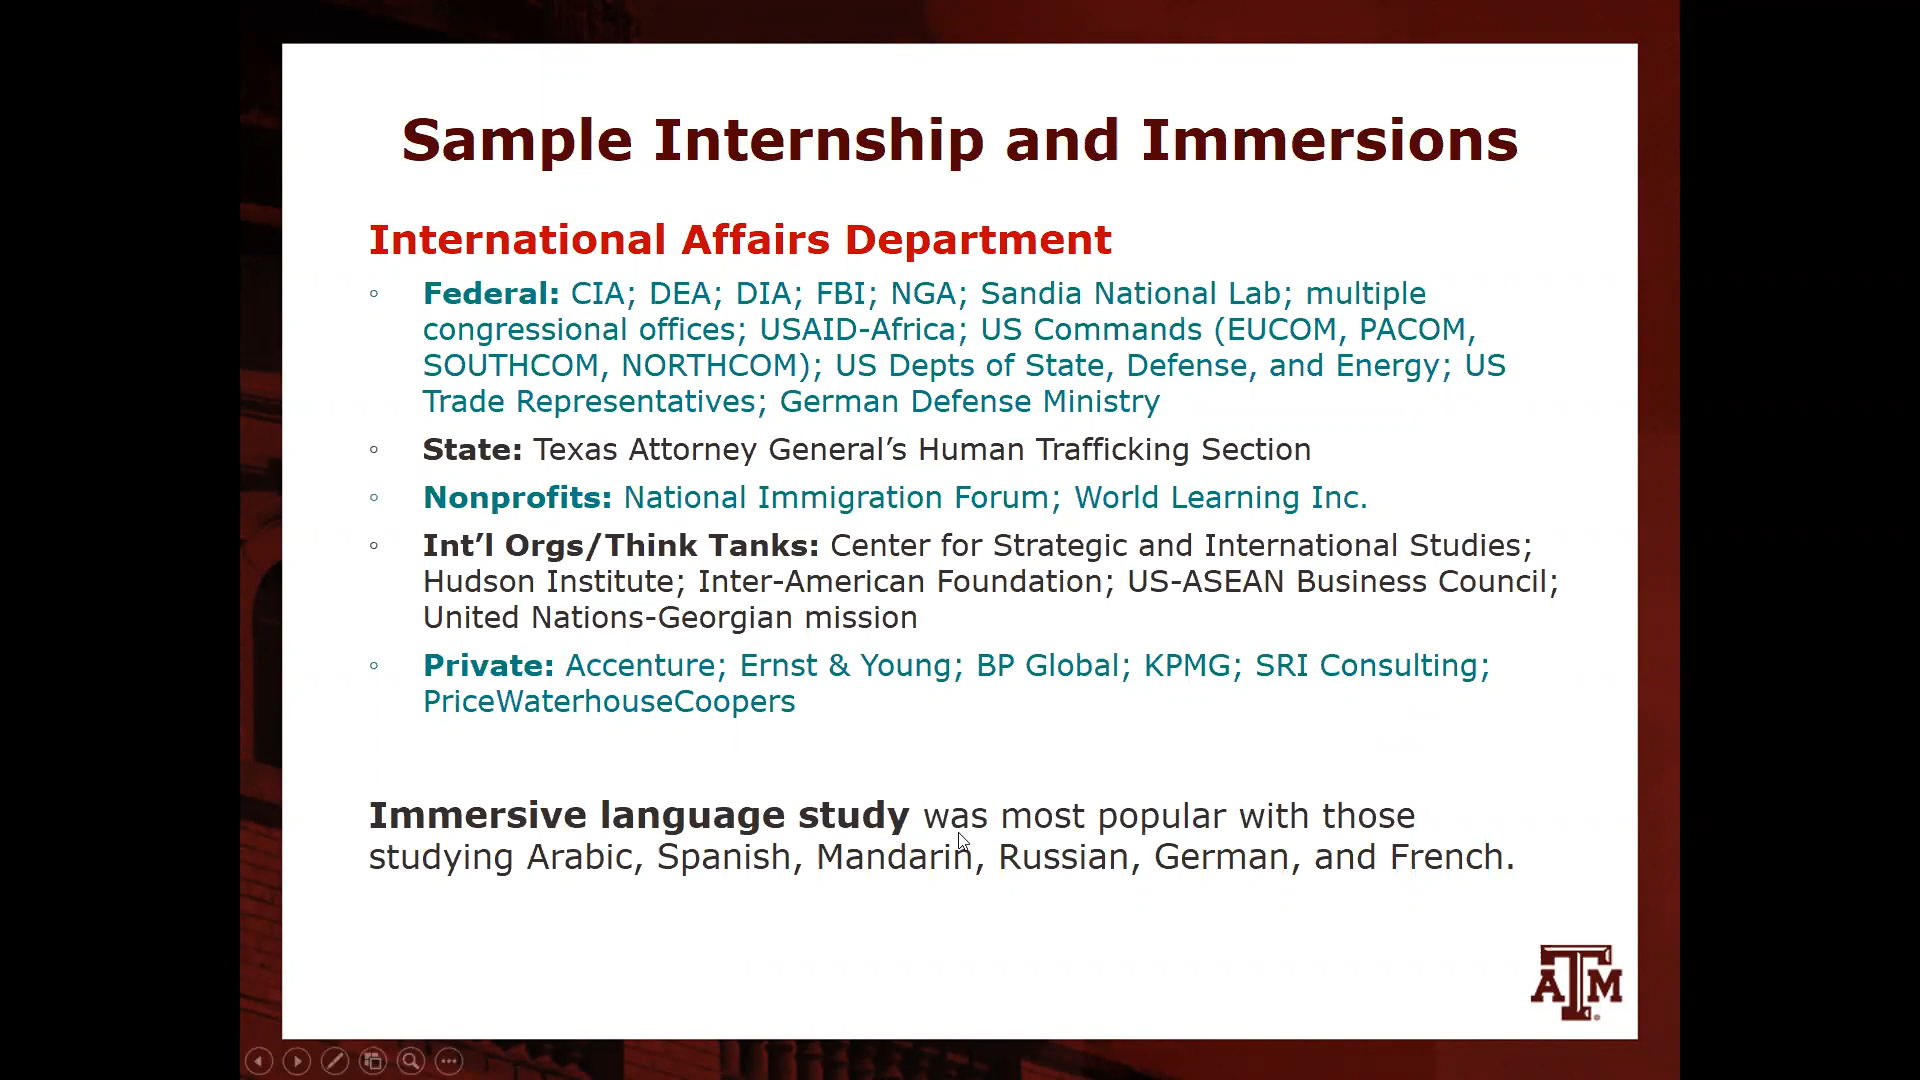 Sample Internship and Immersions
International Affairs Department
◦ Federal: CIA; DEA; DIA; FBI; NGA; Sandia National Lab; multiple
congressional offices; USAID-Africa; US Commands (EUCOM, PACOM,
SOUTHCOM, NORTHCOM); US Depts of State, Defense, and Energy; US
Trade Representatives; German Defense Ministry
◦ State: Texas Attorney General’s Human Trafficking Section
◦ Nonprofits: National Immigration Forum; World Learning Inc.
◦ Int’l Orgs/Think Tanks: Center for Strategic and International Studies;
Hudson Institute; Inter-American Foundation; US-ASEAN Business Council;
United Nations-Georgian mission
◦ Private: Accenture; Ernst & Young; BP Global; KPMG; SRI Consulting;
PriceWaterhouseCoopers
Immersive language study was most popular with those
studying Arabic, Spanish, Mandarin, Russian, German, and French.
ATM®